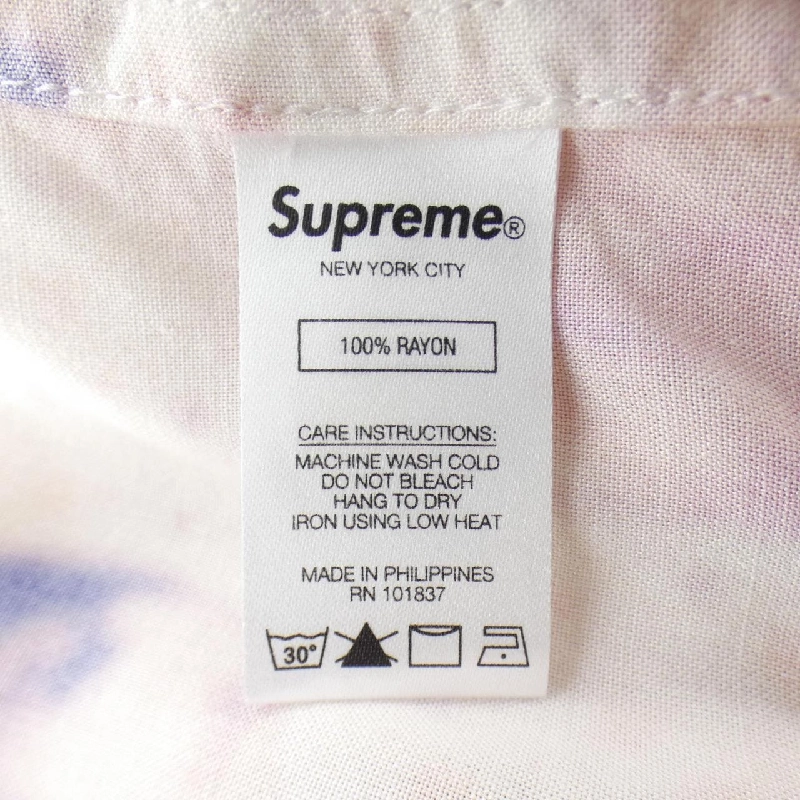 Supreme®
NEW YORK CITY
100% RAYON
CARE INSTRUCTIONS:
MACHINE WASH COLD
DO NOT BLEACH
HANG TO DRY
IRON USING LOW HEAT
MADE IN PHILIPPINES
RN 101837
30°